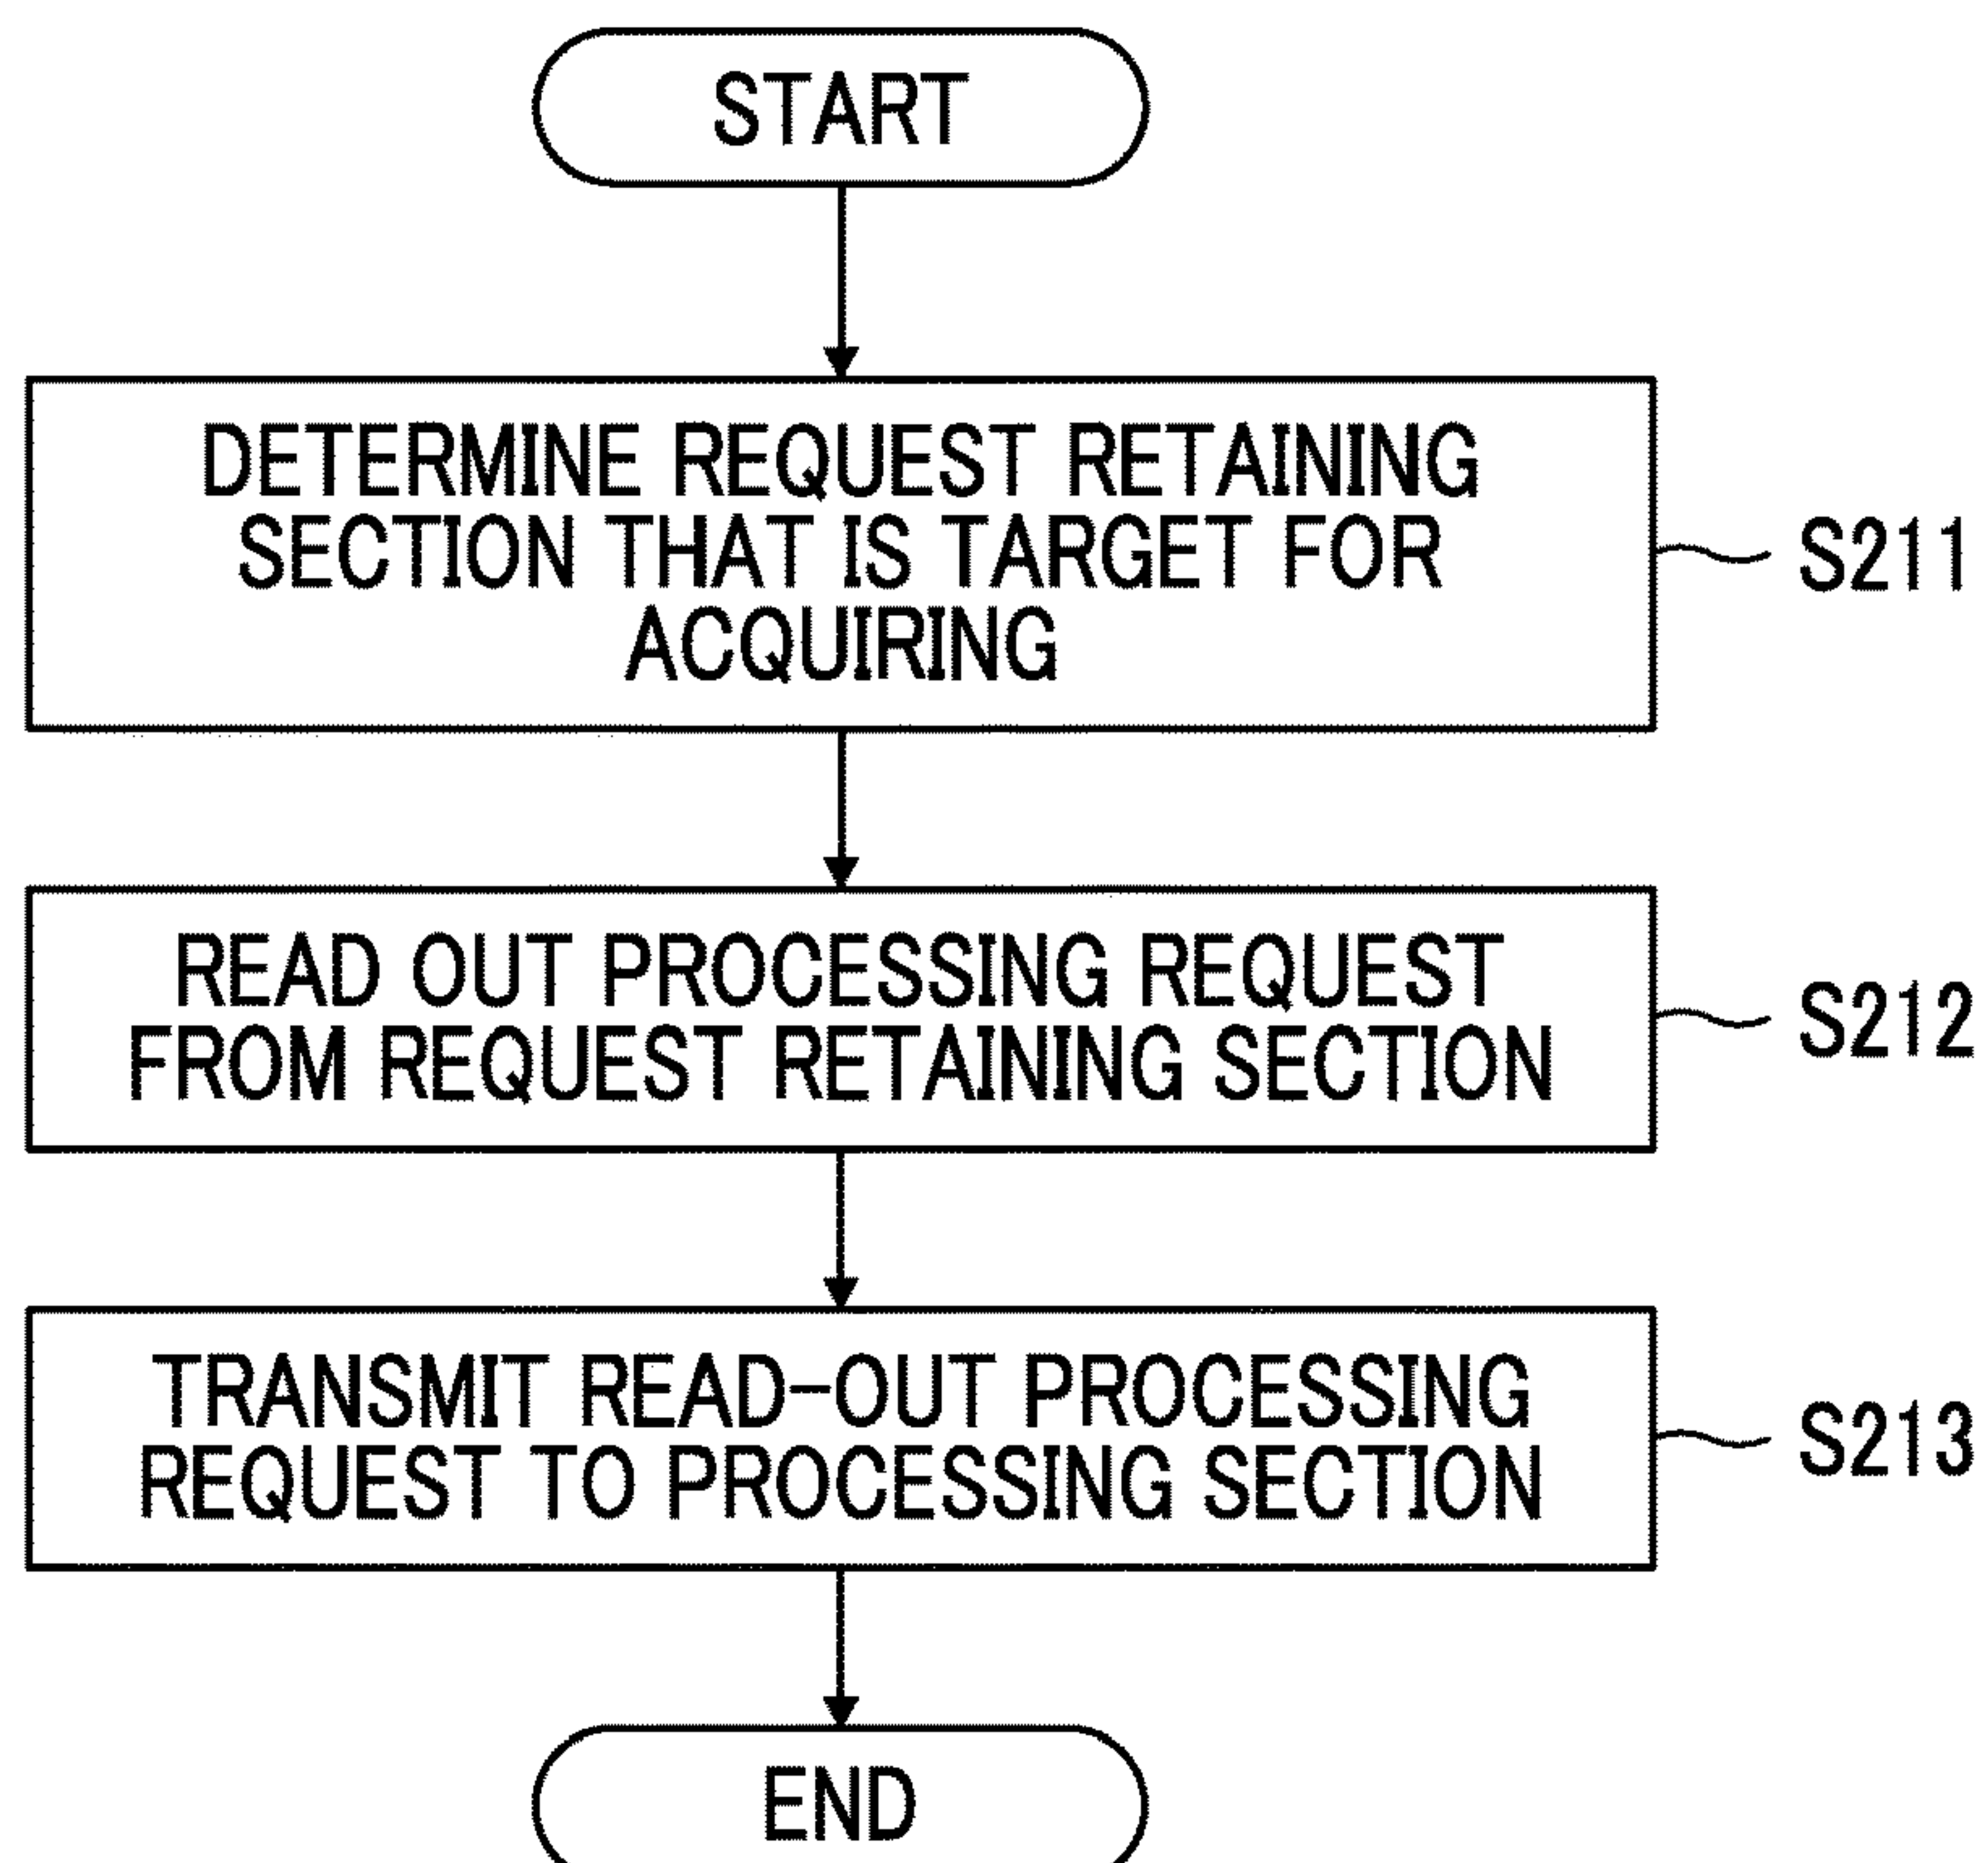 START
DETERMINE REQUEST RETAINING
SECTION THAT IS TARGET FOR
ACQUIRING
S211
READ OUT PROCESSING REQUEST
FROM REQUEST RETAINING SECTION
S212
TRANSMIT READ-OUT PROCESSING
REQUEST TO PROCESSING SECTION
S213
END